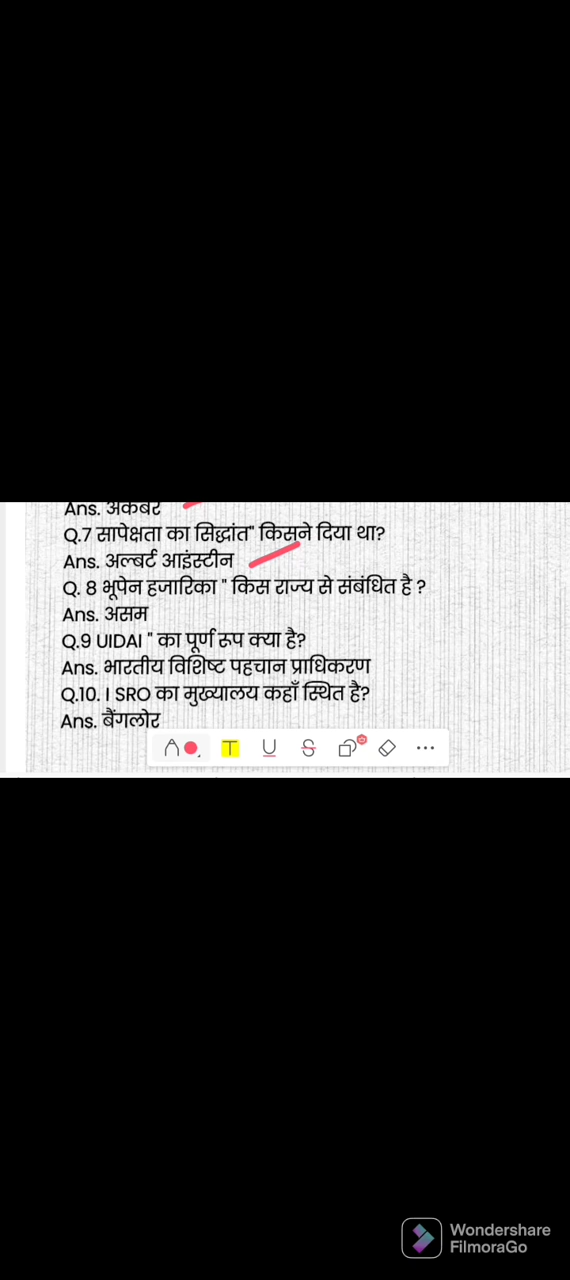 Ans. अकबर
Q.7 सापेक्षता का सिद्धांत" किसने दिया था?
Ans. अल्बर्ट आइंस्टीन
Q. 8 भूपेन हजारिका " किस राज्य से संबंधित है ?
Ans. असम
Q.9 UIDAI " का पूर्ण रूप क्या है?
Ans. भारतीय विशिष्ट पहचान प्राधिकरण
Q.10. I SRO का मुख्यालय कहाँ स्थित है?
Ans. बैंगलोर
T U S
Wondershare
FilmoraGo